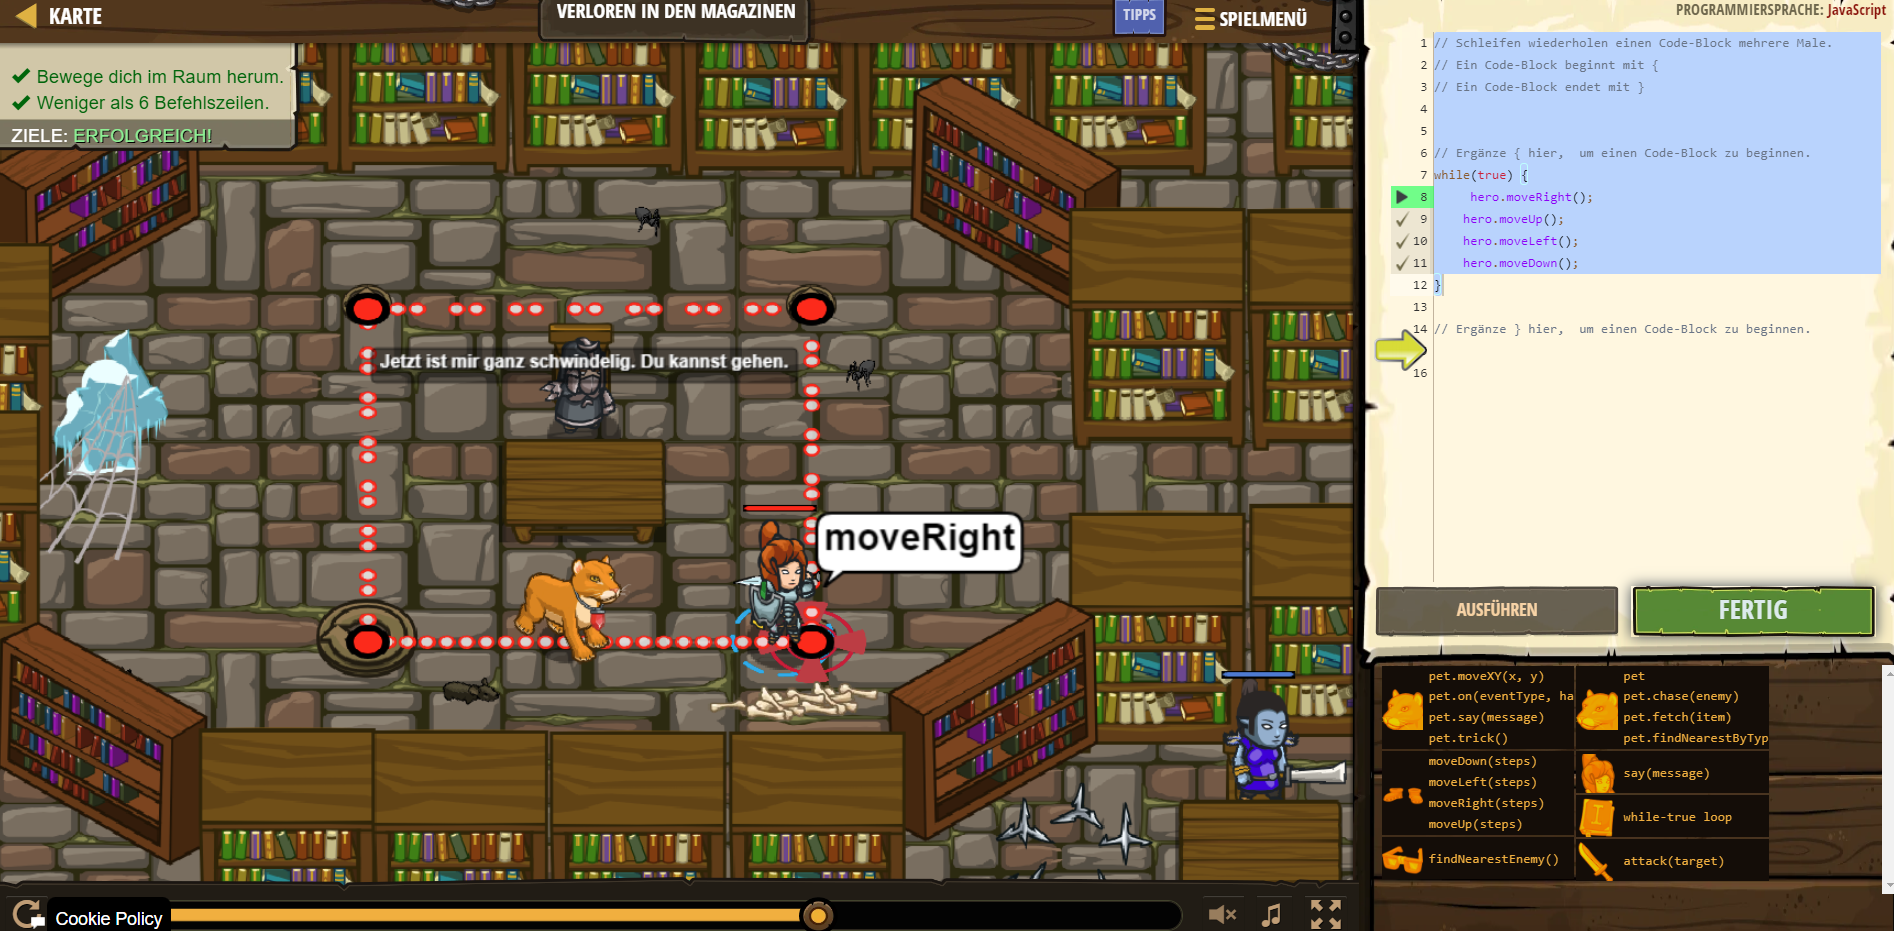 KARTE
VERLOREN IN DEN MAGAZINEN
TIPPS
SPIELMENÜ
PROGRAMMIERSPRACHE: JavaScript
Bewege dich im Raum herum.
Weniger als 6 Befehlszeilen.
ZIELE: ERFOLGREICH!
Jetzt ist mir ganz schwindelig. Du kannst gehen.
moveRight
Cookie Policy
1 // Schleifen wiederholen einen Code-Block mehrere Male.
2 // Ein Code-Block beginnt mit {
3 // Ein Code-Block endet mit }
4
5
6 // Ergänze { hier,  um einen Code-Block zu beginnen.
7 while(true) {
8 hero.moveRight();
9 hero.moveUp();
10 hero.moveLeft();
11 hero.moveDown();
12 }
13
14 // Ergänze } hier,  um einen Code-Block zu beginnen.
16
AUSFÜHREN
FERTIG
pet.moveXY(x, y)
pet.on(eventType, ha
pet.say(message)
pet.trick()
moveDown(steps)
moveLeft(steps)
moveRight(steps)
moveUp(steps)
findNearestEnemy()
pet
pet.chase(enemy)
pet.fetch(item)
pet.findNearestByTyp
say(message)
while-true loop
attack(target)